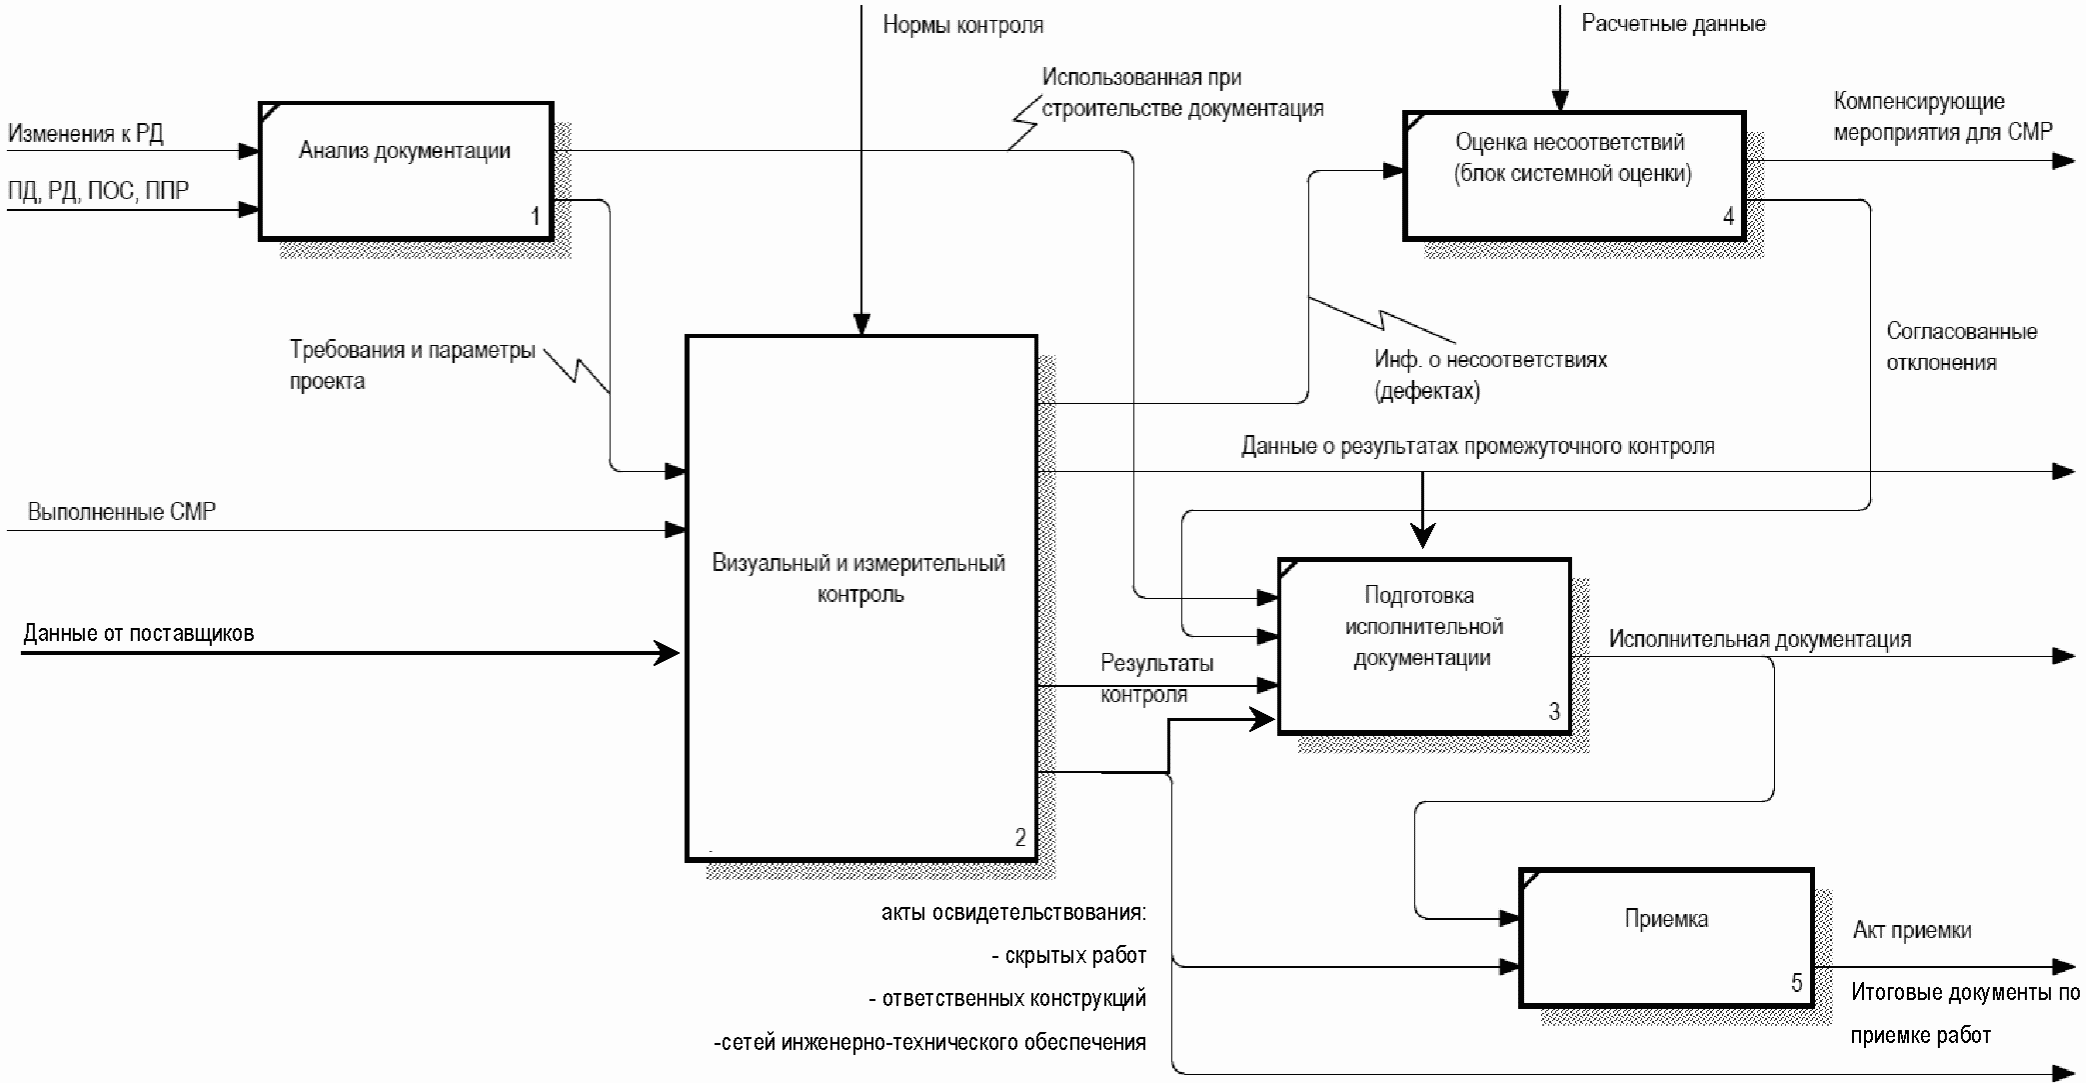 Нормы контроля
Расчетные данные
Использованная при
строительстве документация
Компенсирующие
мероприятия для СМР
Изменения к РД
ПД, РД, ПОС, ППР
Анализ документации
1
Оценка несоответствий
(блок системной оценки)
4
Требования и параметры
проекта
Инф. о несоответствиях
(дефектах)
Согласованные
отклонения
Данные о результатах промежуточного контроля
Выполненные СМР
Данные от поставщиков
Визуальный и измерительный
контроль
2
Результаты
контроля
Подготовка
исполнительной
документации
3
Исполнительная документация
акты освидетельствования:
- скрытых работ
- ответственных конструкций
-сетей инженерно-технического обеспечения
Приемка
5
Акт приемки
Итоговые документы по
приемке работ